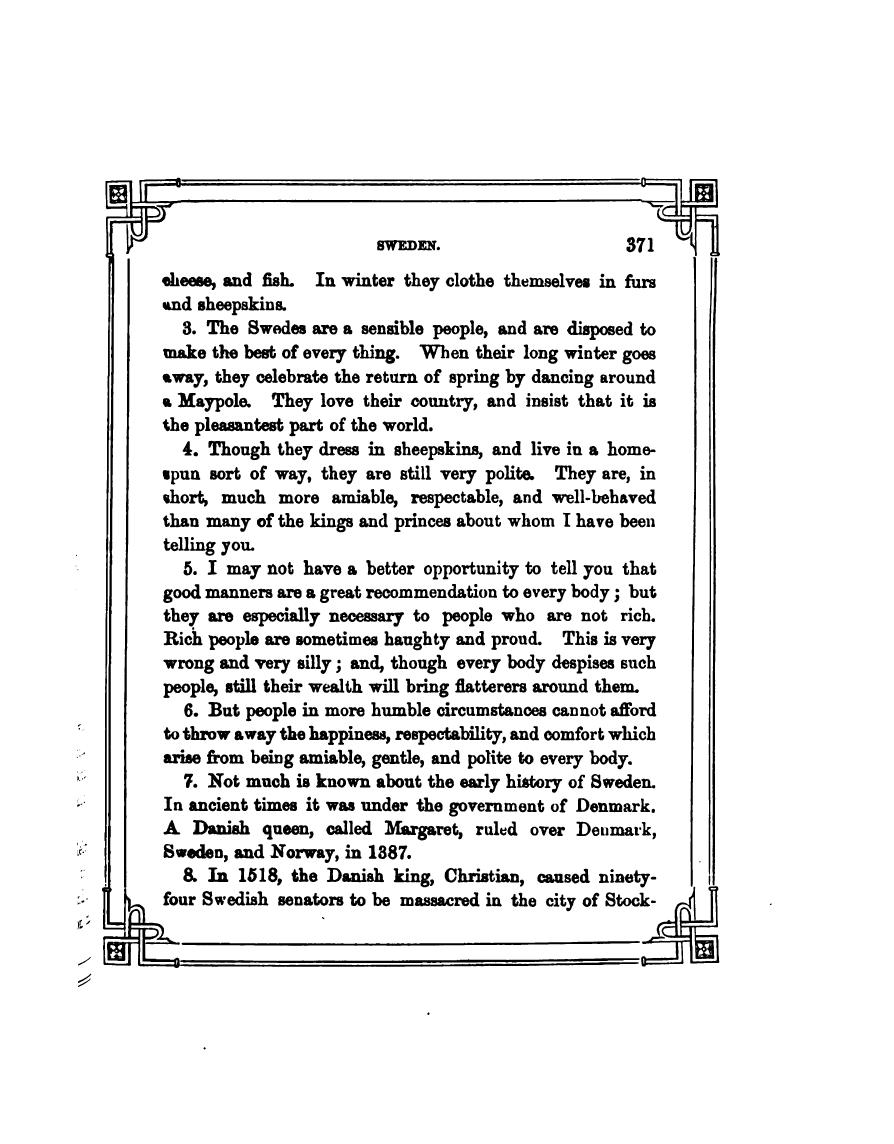 SWEDEN. 371
cheese, and fish. In winter they clothe themselves in furs
and sheepskins.
3. The Swedes are a sensible people, and are disposed to
make the best of every thing. When their long winter goes
away, they celebrate the return of spring by dancing around
a Maypole. They love their country, and insist that it is
the pleasantest part of the world.
4. Though they dress in sheepskins, and live in a home-
spun sort of way, they are still very polite. They are, in
short, much more amiable, respectable, and well-behaved
than many of the kings and princes about whom I have been
telling you.
5. I may not have a better opportunity to tell you that
good manners are a great recommendation to every body; but
they are especially necessary to people who are not rich.
Rich people are sometimes haughty and proud. This is very
wrong and very silly; and, though every body despises such
people, still their wealth will bring flatterers around them.
6. But people in more humble circumstances cannot afford
to throw away the happiness, respectability, and comfort which
arise from being amiable, gentle, and polite to every body.
7. Not much is known about the early history of Sweden.
In ancient times it was under the government of Denmark.
A Danish queen, called Margaret, ruled over Denmark,
Sweden, and Norway, in 1387.
8. In 1518, the Danish king, Christian, caused ninety-
four Swedish senators to be massacred in the city of Stock-